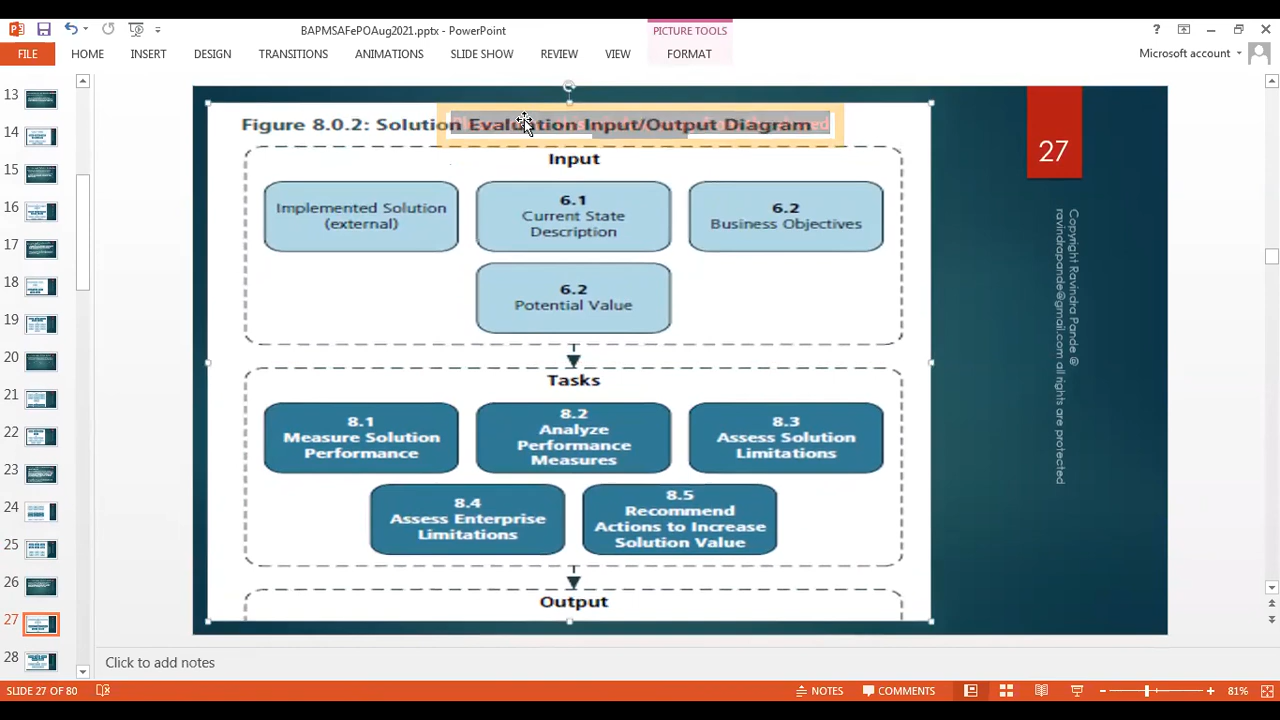 BAPMSAFePOAug2021.pptx - PowerPoint
PICTURE TOOLS
?
FILE
HOME
INSERT
DESIGN
TRANSITIONS
ANIMATIONS
SLIDE SHOW
REVIEW
VIEW
FORMAT
Microsoft account
13
14
15
16
17
18
19
20
21
22
23
24
25
26
27
28
Figure 8.0.2: Solution Evaluation Input/Output Diagram
Input
Implemented Solution
(external)
6.1
Current State
Description
6.2
Business Objectives
6.2
Potential Value
Tasks
8.1
Measure Solution
Performance
8.2
Analyze
Performance
Measures
8.3
Assess Solution
Limitations
8.4
Assess Enterprise
Limitations
8.5
Recommend
Actions to Increase
Solution Value
Output
27
Copyright Ravindra Pande @
ravindrapande@gmail.com all rights are protected
Click to add notes
SLIDE 27 OF 80
NOTES
COMMENTS
81%